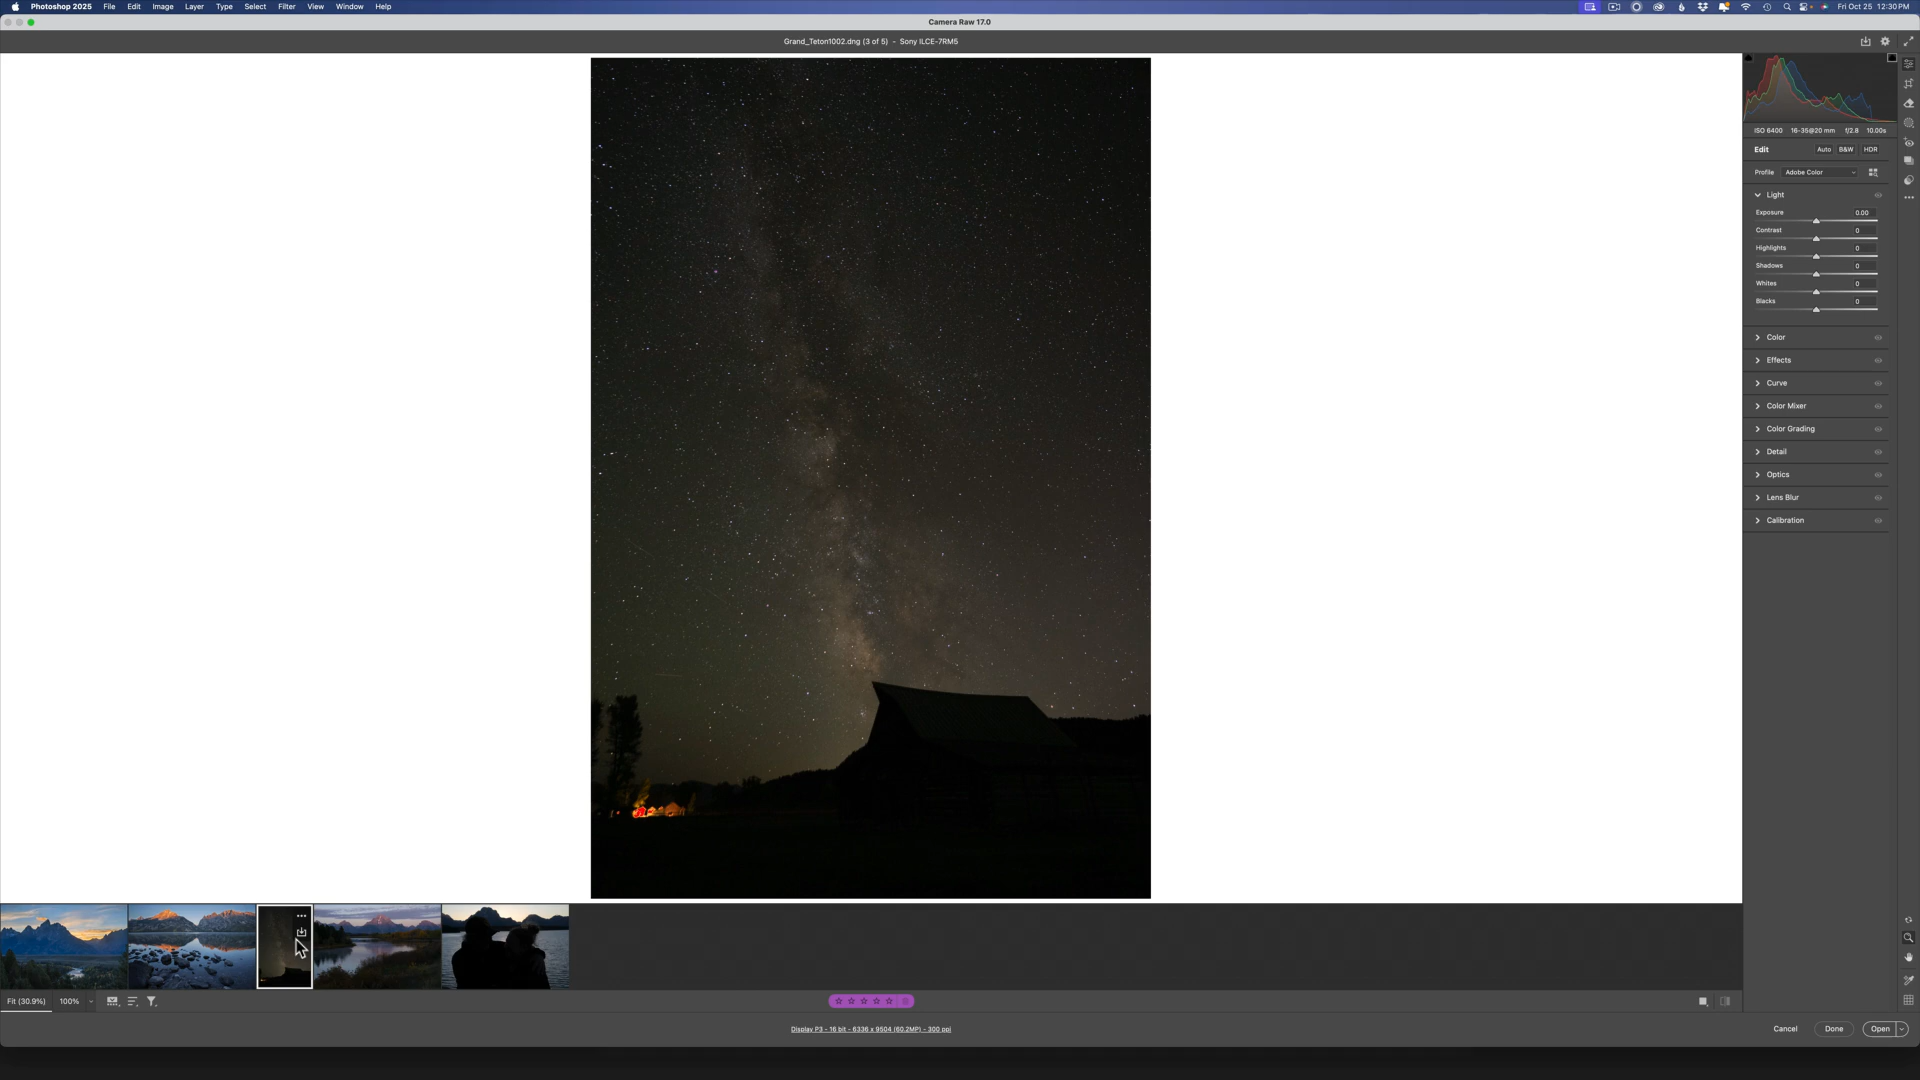 Photoshop 2025 File Edit Image Layer Type Select Filter View Window Help Fri Oct 25 12:30 PM
Camera Raw 17.0
Grand_Teton1002.dng (3 of 5) - Sony ILCE-7RM5
ISO 6400 16-35@20 mm f/2.8 10.00s
Edit Auto B&W HDR
Profile Adobe Color
Light
Exposure 0.00
Contrast 0
Highlights 0
Shadows 0
Whites 0
Blacks 0
Color
Effects
Curve
Color Mixer
Color Grading
Detail
Optics
Lens Blur
Calibration
Fit (30.9%) 100%
Display P3 - 16 bit - 6336 x 9504 (60.2MP) - 300 ppi
Cancel Done Open